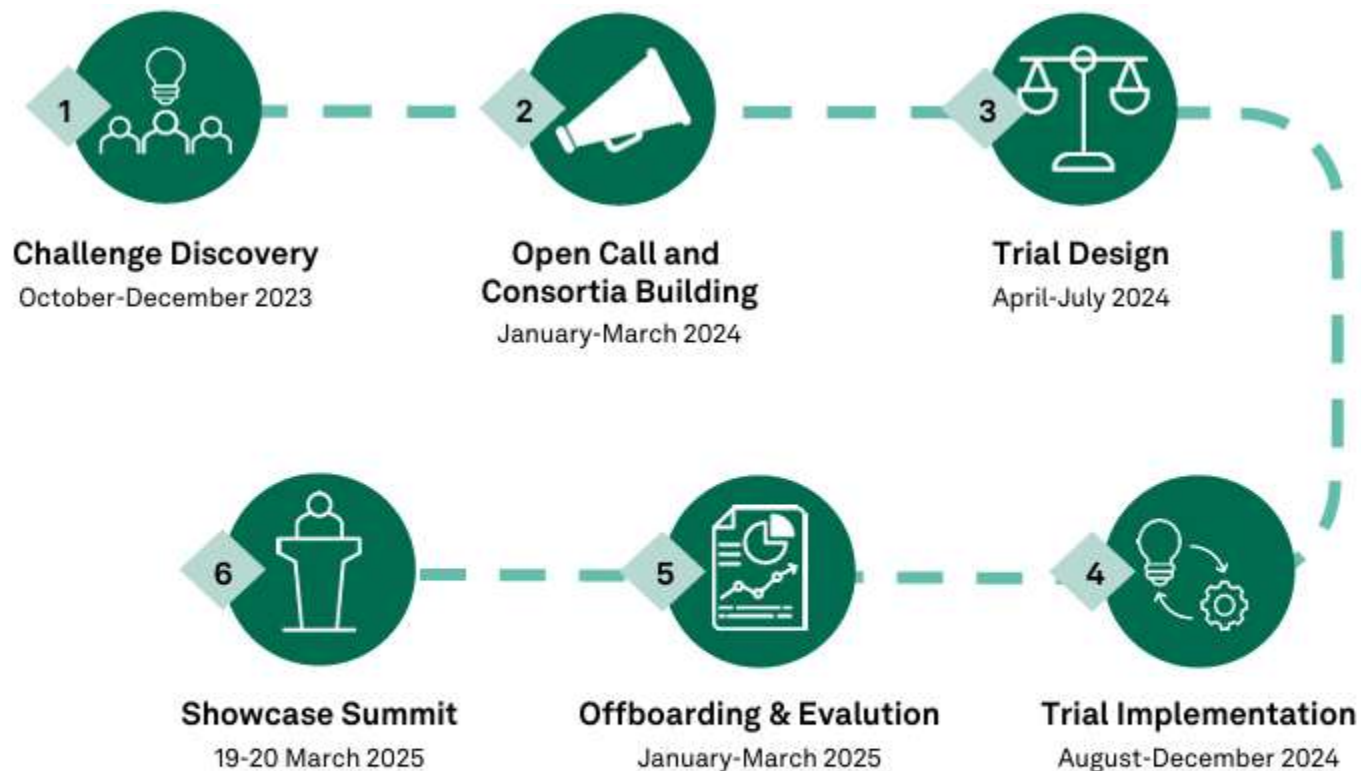 1
Challenge Discovery
October-December 2023
2
Open Call and
Consortia Building
January-March 2024
3
Trial Design
April-July 2024
4
Trial Implementation
August-December 2024
5
Offboarding & Evalution
January-March 2025
6
Showcase Summit
19-20 March 2025